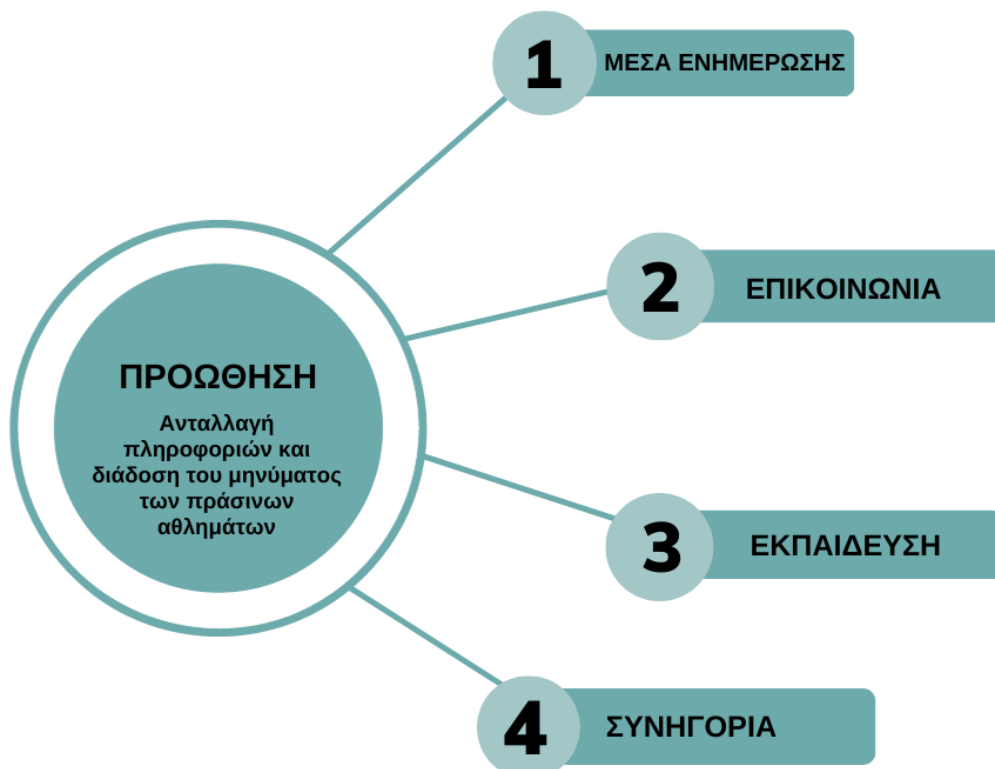 1
ΜΕΣΑ ΕΝΗΜΕΡΩΣΗΣ
2
ΕΠΙΚΟΙΝΩΝΙΑ
ΠΡΟΩΘΗΣΗ
Ανταλλαγή
πληροφοριών και
διάδοση του μηνύματος
των πράσινων
αθλημάτων
3
ΕΚΠΑΙΔΕΥΣΗ
4
ΣΥΝΗΓΟΡΙΑ